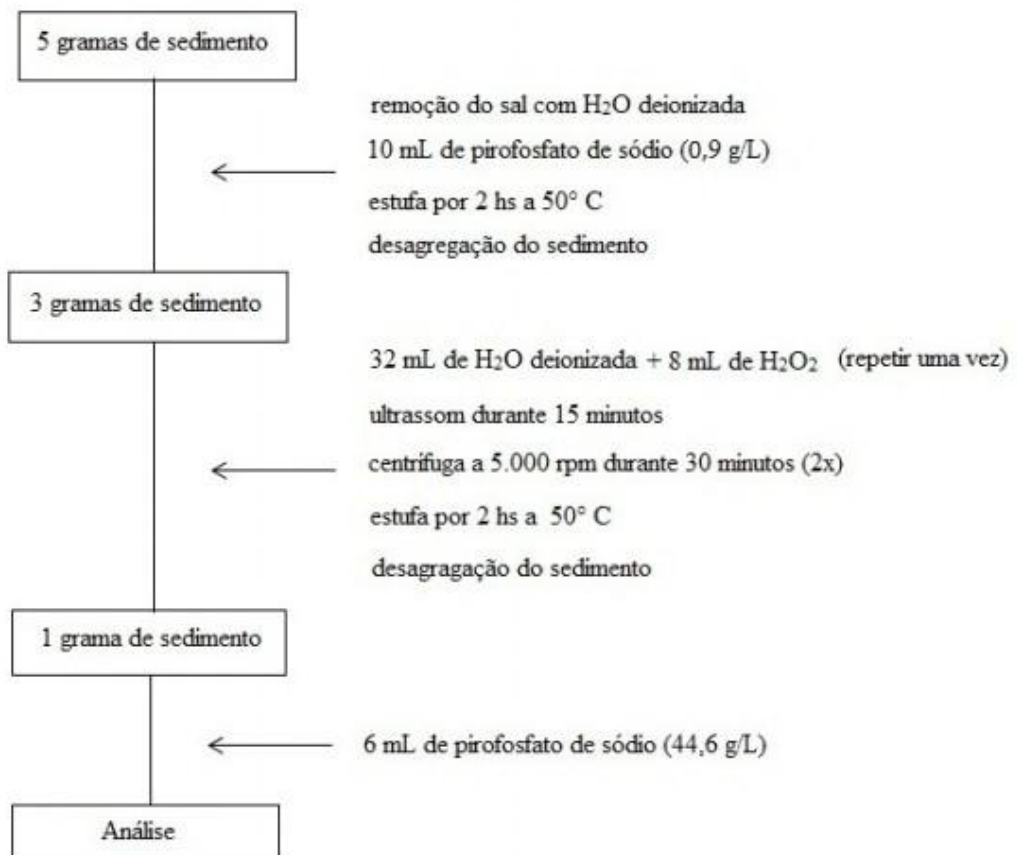 5 gramas de sedimento
remoção do sal com H₂O deionizada
10 mL de pirofosfato de sódio (0,9 g/L)
estufa por 2 hs a 50° C
desagregação do sedimento
3 gramas de sedimento
32 mL de H₂O deionizada + 8 mL de H₂O₂ (repetir uma vez)
ultrassom durante 15 minutos
centrífuga a 5.000 rpm durante 30 minutos (2x)
estufa por 2 hs a 50° C
desagragação do sedimento
1 grama de sedimento
6 mL de pirofosfato de sódio (44,6 g/L)
Análise